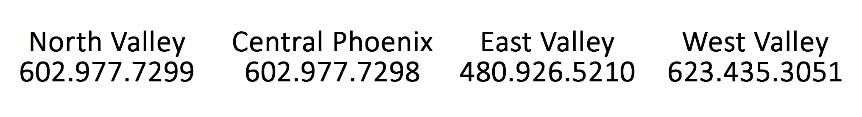 North Valley Central Phoenix East Valley West Valley
602.977.7299 602.977.7298 480.926.5210 623.435.3051